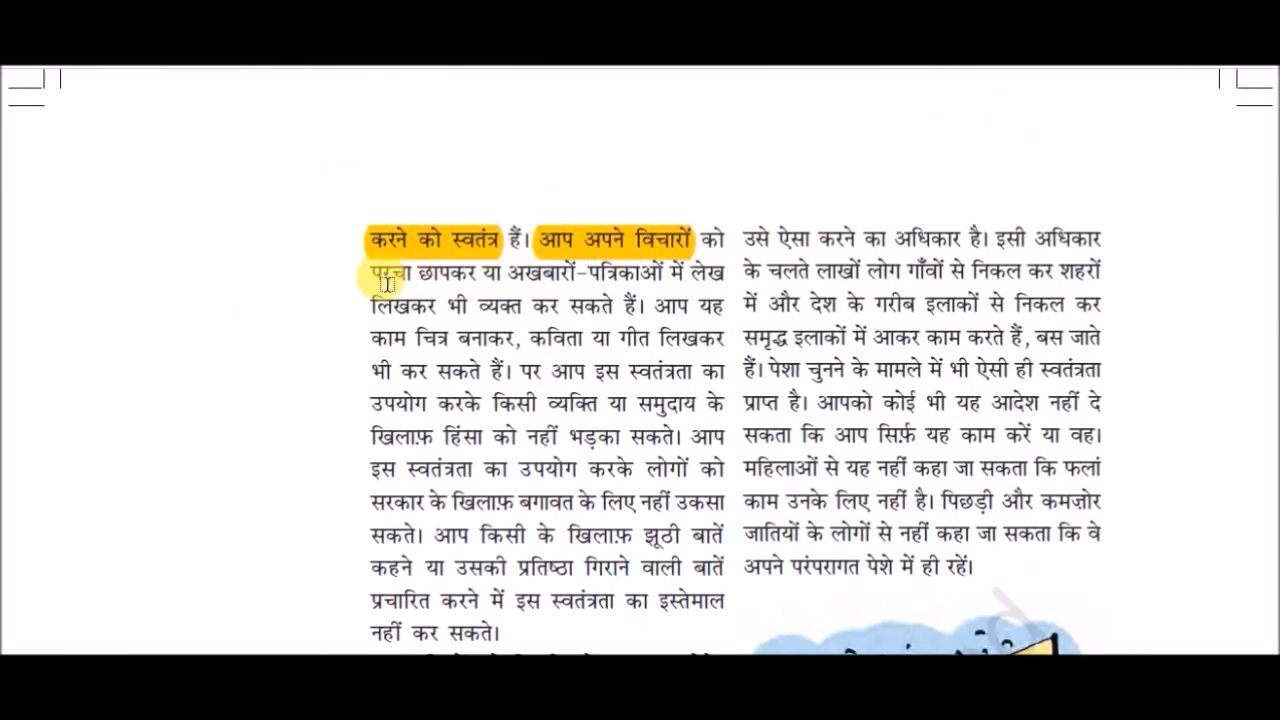 करने को स्वतंत्र हैं। आप अपने विचारों को
परचा छापकर या अखबारों-पत्रिकाओं में लेख
लिखकर भी व्यक्त कर सकते हैं। आप यह
काम चित्र बनाकर, कविता या गीत लिखकर
भी कर सकते हैं। पर आप इस स्वतंत्रता का
उपयोग करके किसी व्यक्ति या समुदाय के
खिलाफ़ हिंसा को नहीं भड़का सकते। आप
इस स्वतंत्रता का उपयोग करके लोगों को
सरकार के खिलाफ़ बगावत के लिए नहीं उकसा
सकते। आप किसी के खिलाफ़ झूठी बातें
कहने या उसकी प्रतिष्ठा गिराने वाली बातें
प्रचारित करने में इस स्वतंत्रता का इस्तेमाल
नहीं कर सकते।
उसे ऐसा करने का अधिकार है। इसी अधिकार
के चलते लाखों लोग गाँवों से निकल कर शहरों
में और देश के गरीब इलाकों से निकल कर
समृद्ध इलाकों में आकर काम करते हैं, बस जाते
हैं। पेशा चुनने के मामले में भी ऐसी ही स्वतंत्रता
प्राप्त है। आपको कोई भी यह आदेश नहीं दे
सकता कि आप सिर्फ़ यह काम करें या वह।
महिलाओं से यह नहीं कहा जा सकता कि फलां
काम उनके लिए नहीं है। पिछड़ी और कमज़ोर
जातियों के लोगों से नहीं कहा जा सकता कि वे
अपने परंपरागत पेशे में ही रहें।